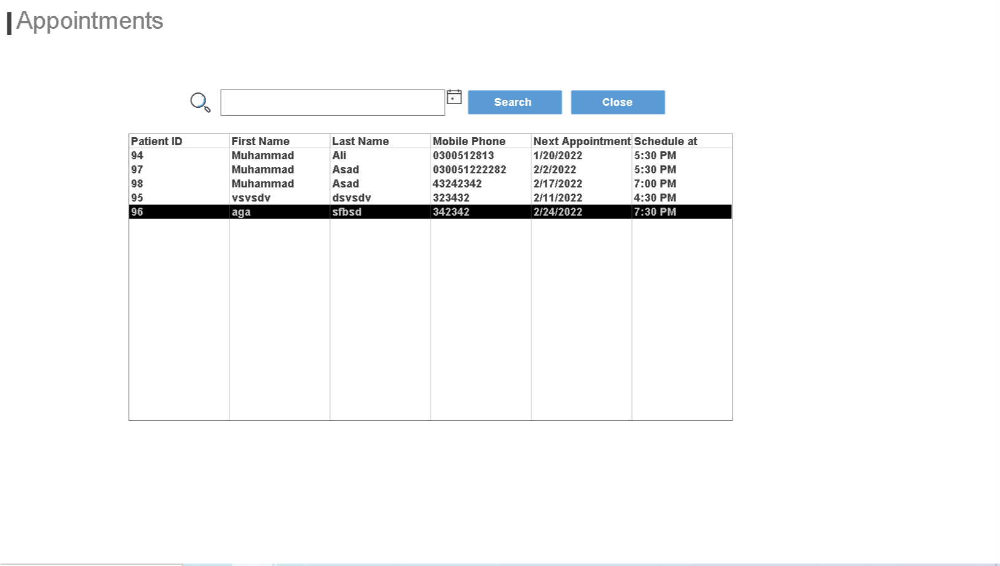 Appointments
Search Close
Patient ID First Name Last Name Mobile Phone Next Appointment Schedule at
94 Muhammad Ali 0300512813 1/20/2022 5:30 PM
97 Muhammad Asad 030051222282 2/2/2022 5:30 PM
98 Muhammad Asad 43242342 2/17/2022 7:00 PM
95 vsvsdv dsvsdv 323432 2/11/2022 4:30 PM
96 aga sfbsd 342342 2/24/2022 7:30 PM